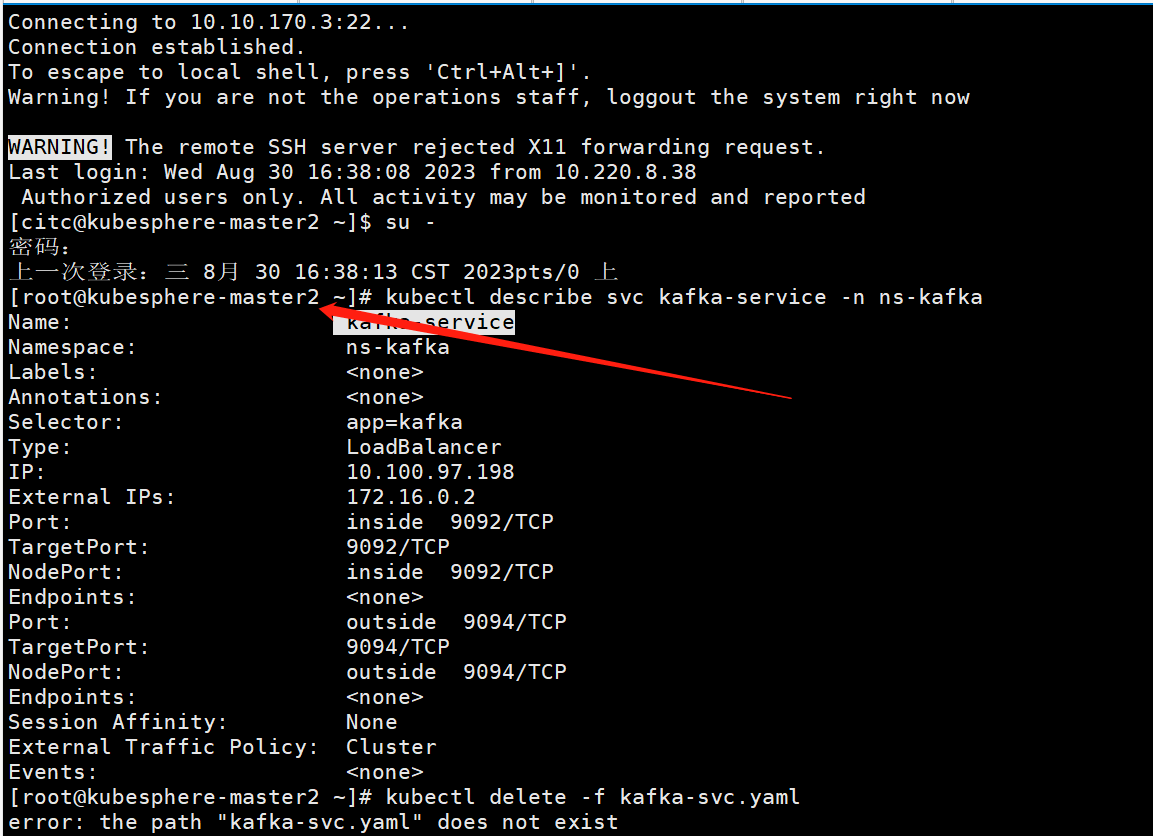 Connecting to 10.10.170.3:22...
Connection established.
To escape to local shell, press 'Ctrl+Alt+]'.
Warning! If you are not the operations staff, loggout the system right now
WARNING! The remote SSH server rejected X11 forwarding request.
Last login: Wed Aug 30 16:38:08 2023 from 10.220.8.38
 Authorized users only. All activity may be monitored and reported
[citc@kubesphere-master2 ~]$ su -
密码：
上一次登录：三 8月 30 16:38:13 CST 2023pts/0 上
[root@kubesphere-master2 ~]# kubectl describe svc kafka-service -n ns-kafka
Name: kafka-service
Namespace: ns-kafka
Labels: <none>
Annotations: <none>
Selector: app=kafka
Type: LoadBalancer
IP: 10.100.97.198
External IPs: 172.16.0.2
Port: inside 9092/TCP
TargetPort: 9092/TCP
NodePort: inside 9092/TCP
Endpoints: <none>
Port: outside 9094/TCP
TargetPort: 9094/TCP
NodePort: outside 9094/TCP
Endpoints: <none>
Session Affinity: None
External Traffic Policy: Cluster
Events: <none>
[root@kubesphere-master2 ~]# kubectl delete -f kafka-svc.yaml
error: the path "kafka-svc.yaml" does not exist